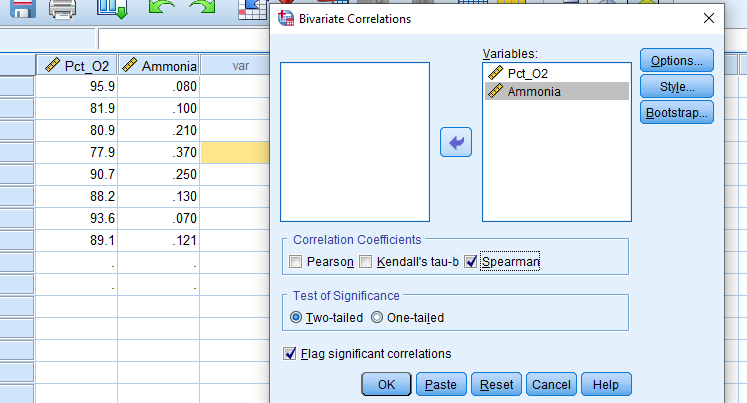 Bivariate Correlations
Pct_O2 Ammonia var
95.9 .080
81.9 .100
80.9 .210
77.9 .370
90.7 .250
88.2 .130
93.6 .070
89.1 .121
. .
. .
Variables:
Pct_O2
Ammonia
Options...
Style...
Bootstrap...
Correlation Coefficients
Pearson Kendall's tau-b Spearman
Test of Significance
Two-tailed One-tailed
Flag significant correlations
OK Paste Reset Cancel Help